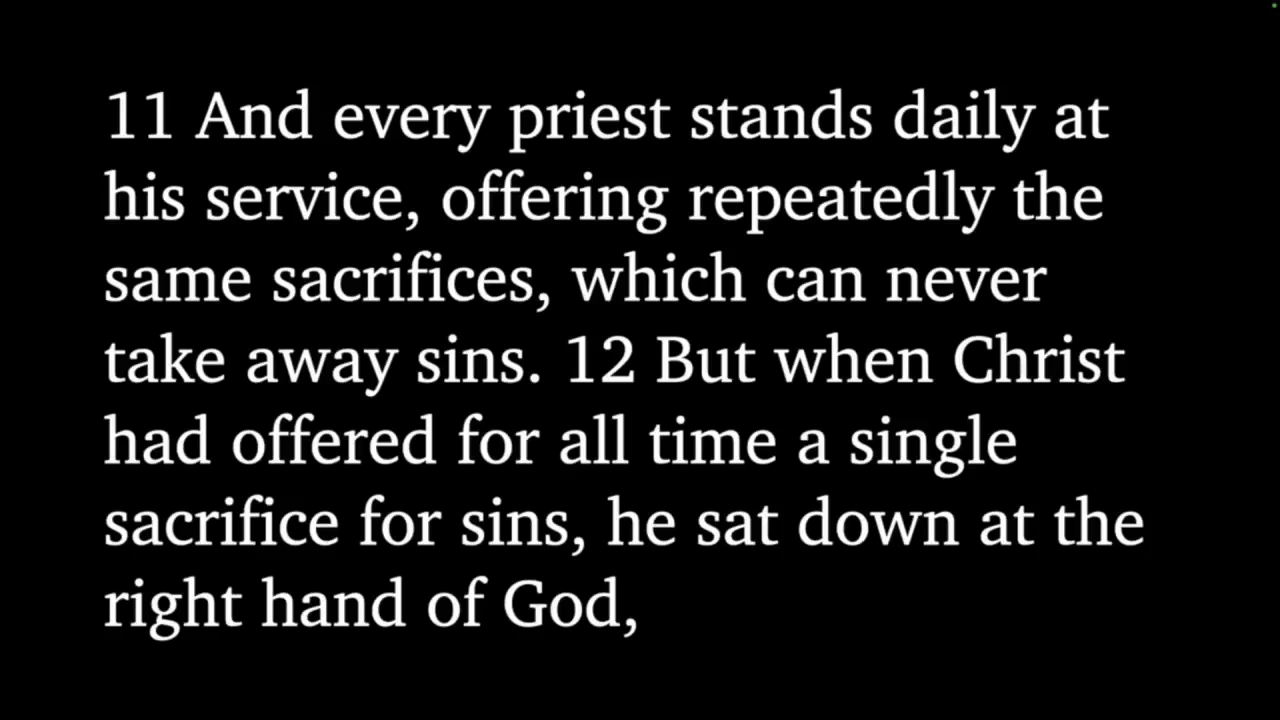 11 And every priest stands daily at
his service, offering repeatedly the
same sacrifices, which can never
take away sins. 12 But when Christ
had offered for all time a single
sacrifice for sins, he sat down at the
right hand of God,